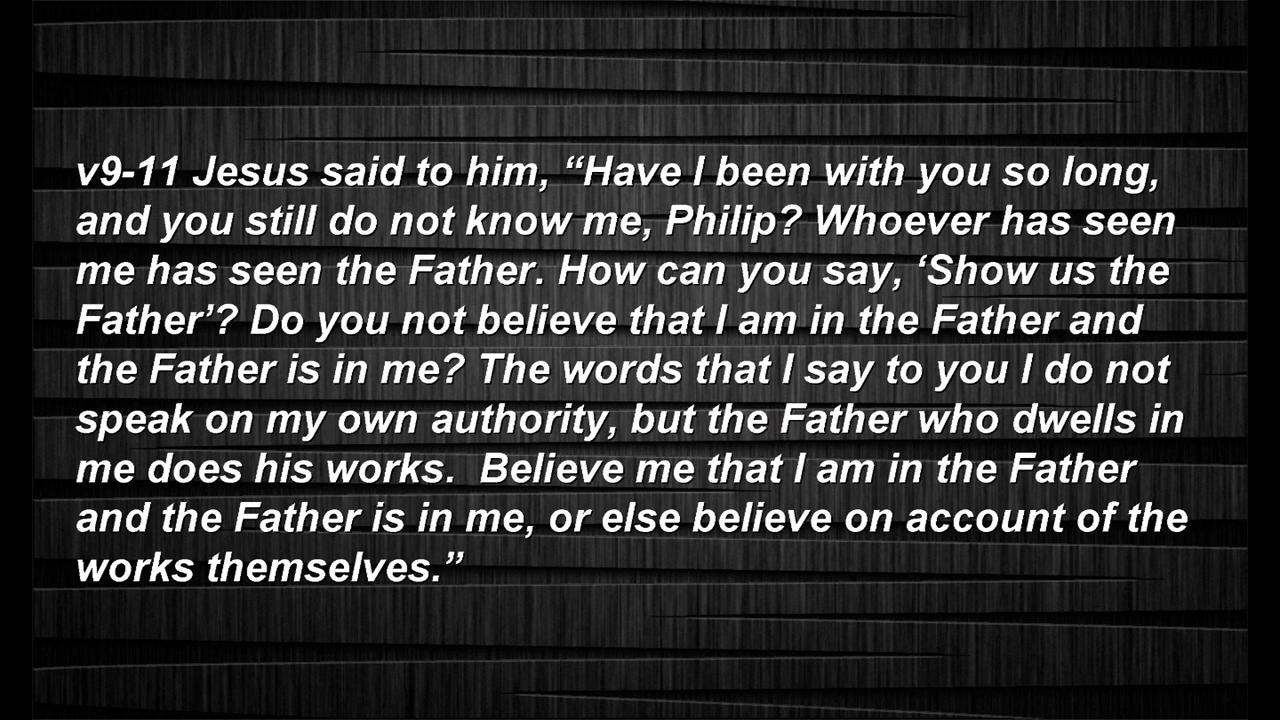 v9-11 Jesus said to him, “Have I been with you so long,
and you still do not know me, Philip? Whoever has seen
me has seen the Father. How can you say, ‘Show us the
Father’? Do you not believe that I am in the Father and
the Father is in me? The words that I say to you I do not
speak on my own authority, but the Father who dwells in
me does his works.  Believe me that I am in the Father
and the Father is in me, or else believe on account of the
works themselves.”